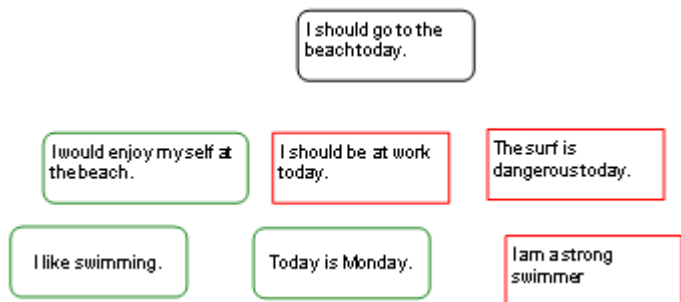 I should go to the
beach today.
I would enjoy myself at
the beach.
I should be at work
today.
The surf is
dangerous today.
I like swimming.
Today is Monday.
I am a strong
swimmer